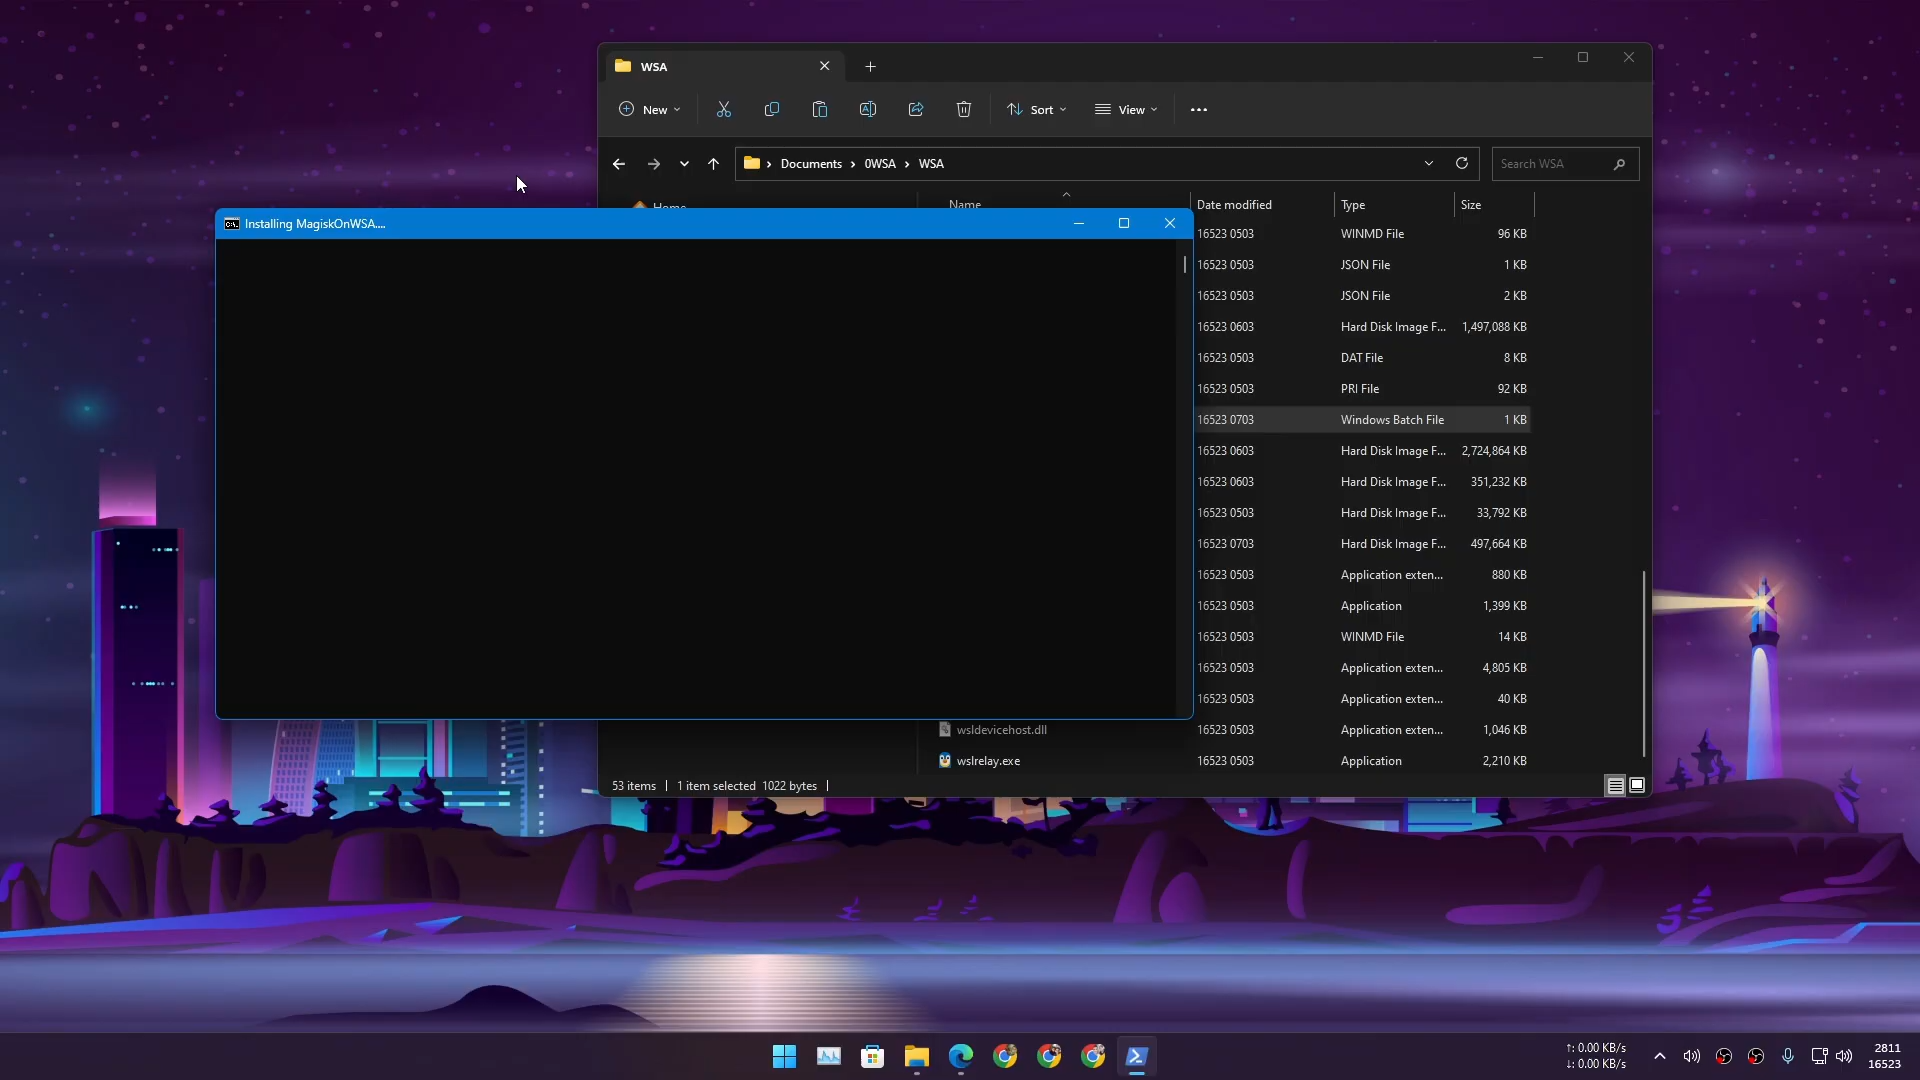 WSA
New
Sort
View
Documents
0WSA
WSA
Search WSA
Home
Name
Date modified
Type
Size
Installing MagiskOnWSA....
16523 0503 WINMD File 96 KB
16523 0503 JSON File 1 KB
16523 0503 JSON File 2 KB
16523 0603 Hard Disk Image F... 1,497,088 KB
16523 0503 DAT File 8 KB
16523 0503 PRI File 92 KB
16523 0703 Windows Batch File 1 KB
16523 0603 Hard Disk Image F... 2,724,864 KB
16523 0603 Hard Disk Image F... 351,232 KB
16523 0503 Hard Disk Image F... 33,792 KB
16523 0703 Hard Disk Image F... 497,664 KB
16523 0503 Application exten... 880 KB
16523 0503 Application 1,399 KB
16523 0503 WINMD File 14 KB
16523 0503 Application exten... 4,805 KB
16523 0503 Application exten... 40 KB
wsldevicehost.dll 16523 0503 Application exten... 1,046 KB
wslrelay.exe 16523 0503 Application 2,210 KB
53 items 1 item selected 1022 bytes
↑: 0.00 KB/s
↓: 0.00 KB/s
2811
16523